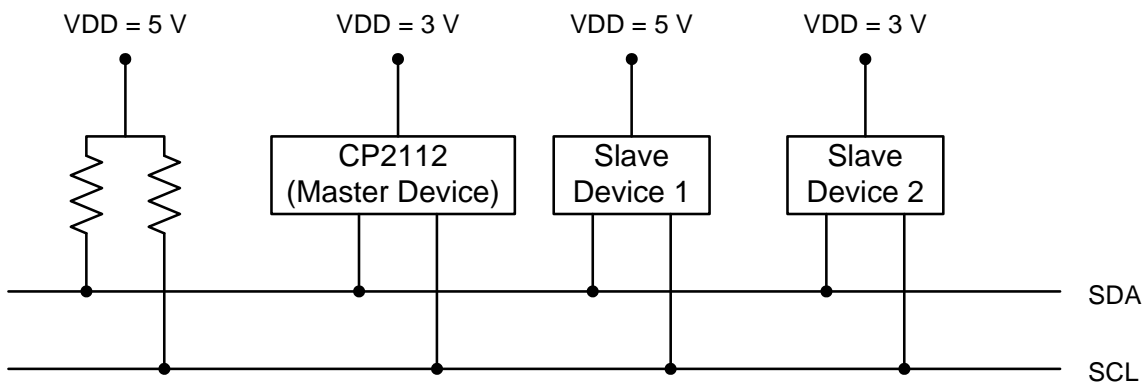 VDD = 5 V
VDD = 3 V
VDD = 5 V
VDD = 3 V
CP2112
(Master Device)
Slave
Device 1
Slave
Device 2
SDA
SCL